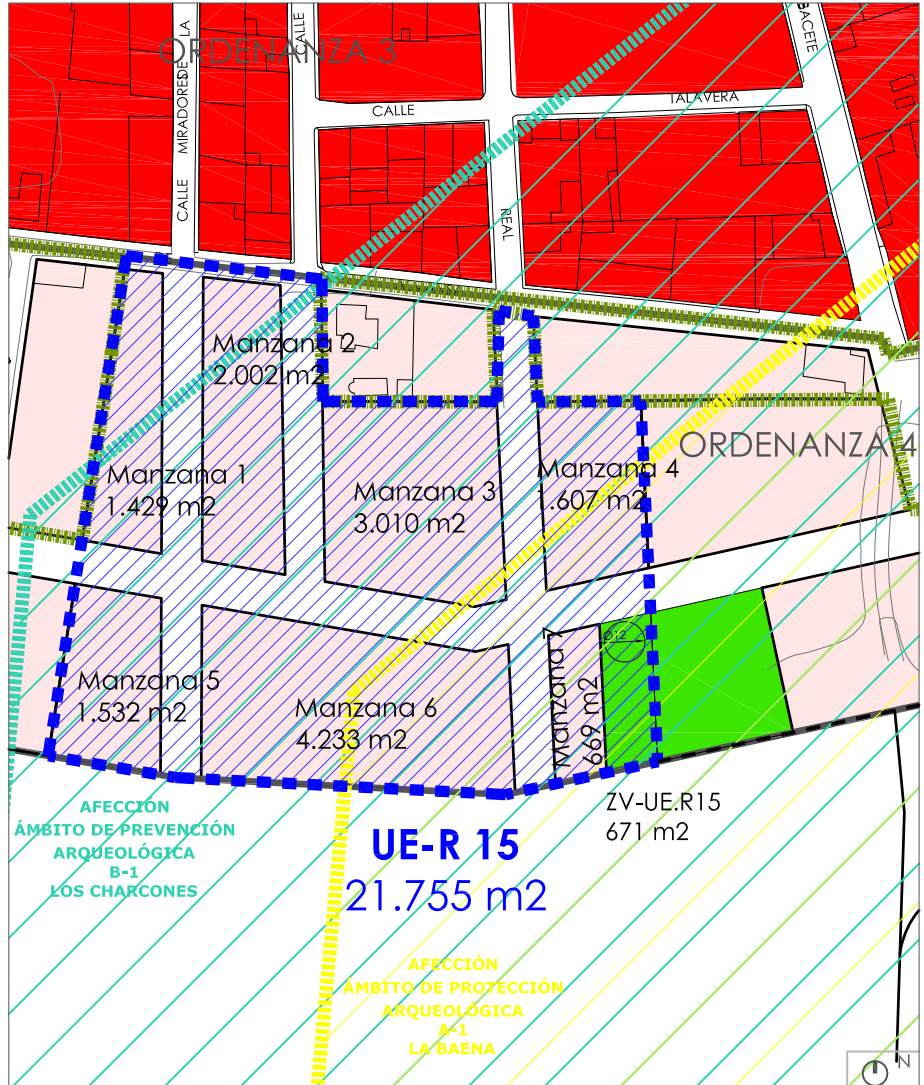 ORDENANZA 3
CALLE MIRADORES DE LA
CALLE
BACETE
CALLE
TALAVERA
REAL
Manzana 2
2.002 m2
ORDENANZA 4
Manzana 1
1.429 m2
Manzana 3
3.010 m2
Manzana 4
1.607 m2
Manzana 5
1.532 m2
Manzana 6
4.233 m2
Manzana 7
669 m2
Ø12
ZV-UE.R15
671 m2
AFECCIÓN
ÁMBITO DE PREVENCIÓN
ARQUEOLÓGICA
B-1
LOS CHARCONES
UE-R 15
21.755 m2
AFECCIÓN
ÁMBITO DE PROTECCIÓN
ARQUEOLÓGICA
A-1
LA BAENA
N